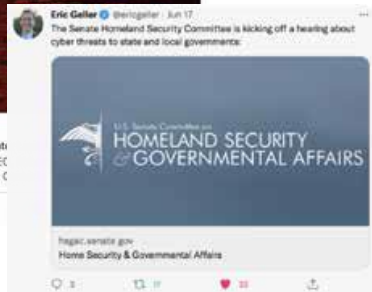 Eric Geller @ericgeller · Jun 17
The Senate Homeland Security Committee is kicking off a hearing about
cyber threats to state and local governments:
U.S. Senate Committee on
HOMELAND SECURITY
& GOVERNMENTAL AFFAIRS
hsgac.senate.gov
Home Security & Governmental Affairs
3